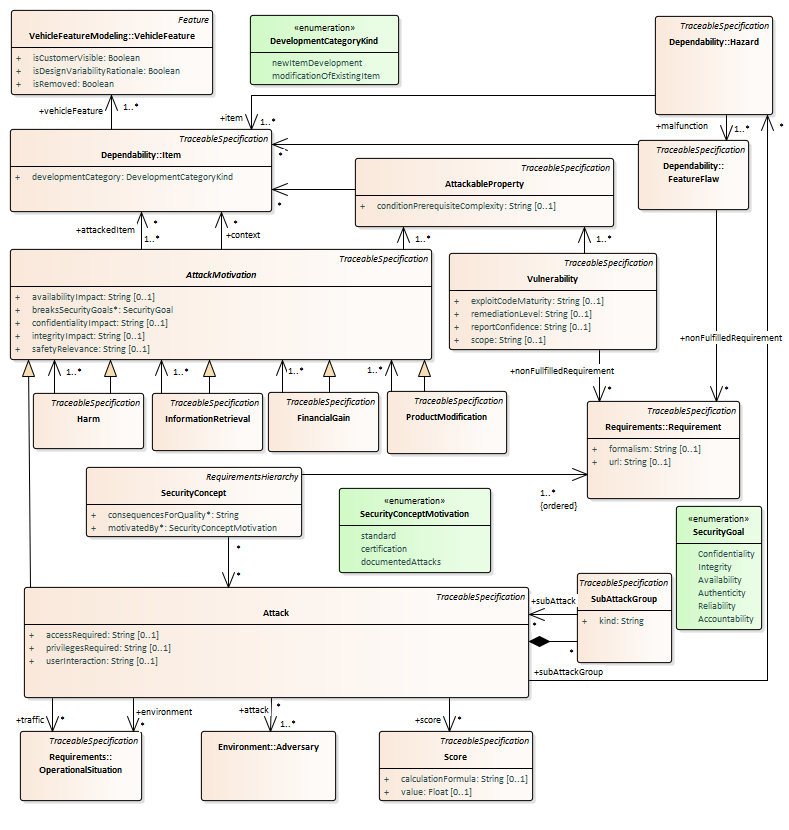 Feature
VehicleFeatureModeling::VehicleFeature
+ isCustomerVisible: Boolean
+ isDesignVariabilityRationale: Boolean
+ isRemoved: Boolean
«enumeration»
DevelopmentCategoryKind
newItemDevelopment
modificationOfExistingItem
TraceableSpecification
Dependability::Hazard
+vehicleFeature
1..*
+item
1..*
+malfunction
1..*
*
TraceableSpecification
Dependability::Item
+ developmentCategory: DevelopmentCategoryKind
*
*
TraceableSpecification
Dependability::
FeatureFlaw
TraceableSpecification
AttackableProperty
+ conditionPrerequisiteComplexity: String [0..1]
+attackedItem
*
1..*
*
+context
1..*
1..*
TraceableSpecification
AttackMotivation
+ availabilityImpact: String [0..1]
+ breaksSecurityGoals*: SecurityGoal
+ confidentialityImpact: String [0..1]
+ integrityImpact: String [0..1]
+ safetyRelevance: String [0..1]
TraceableSpecification
Vulnerability
+ exploitCodeMaturity: String [0..1]
+ remediationLevel: String [0..1]
+ reportConfidence: String [0..1]
+ scope: String [0..1]
+nonFulfilledRequirement
+nonFullfilledRequirement
*
*
1..*
1..*
1..*
1..*
TraceableSpecification
Harm
TraceableSpecification
InformationRetrieval
TraceableSpecification
FinancialGain
TraceableSpecification
ProductModification
TraceableSpecification
Requirements::Requirement
+ formalism: String [0..1]
+ url: String [0..1]
RequirementsHierarchy
SecurityConcept
+ consequencesForQuality*: String
+ motivatedBy*: SecurityConceptMotivation
1..*
{ordered}
«enumeration»
SecurityConceptMotivation
standard
certification
documentedAttacks
«enumeration»
SecurityGoal
Confidentiality
Integrity
Availability
Authenticity
Reliability
Accountability
*
*
TraceableSpecification
Attack
+ accessRequired: String [0..1]
+ privilegesRequired: String [0..1]
+ userInteraction: String [0..1]
+subAttack
*
*
+subAttackGroup
TraceableSpecification
SubAttackGroup
+ kind: String
+traffic
*
+environment
*
+attack
*
1..*
+score
*
TraceableSpecification
Requirements::
OperationalSituation
Environment::Adversary
TraceableSpecification
Score
+ calculationFormula: String [0..1]
+ value: Float [0..1]